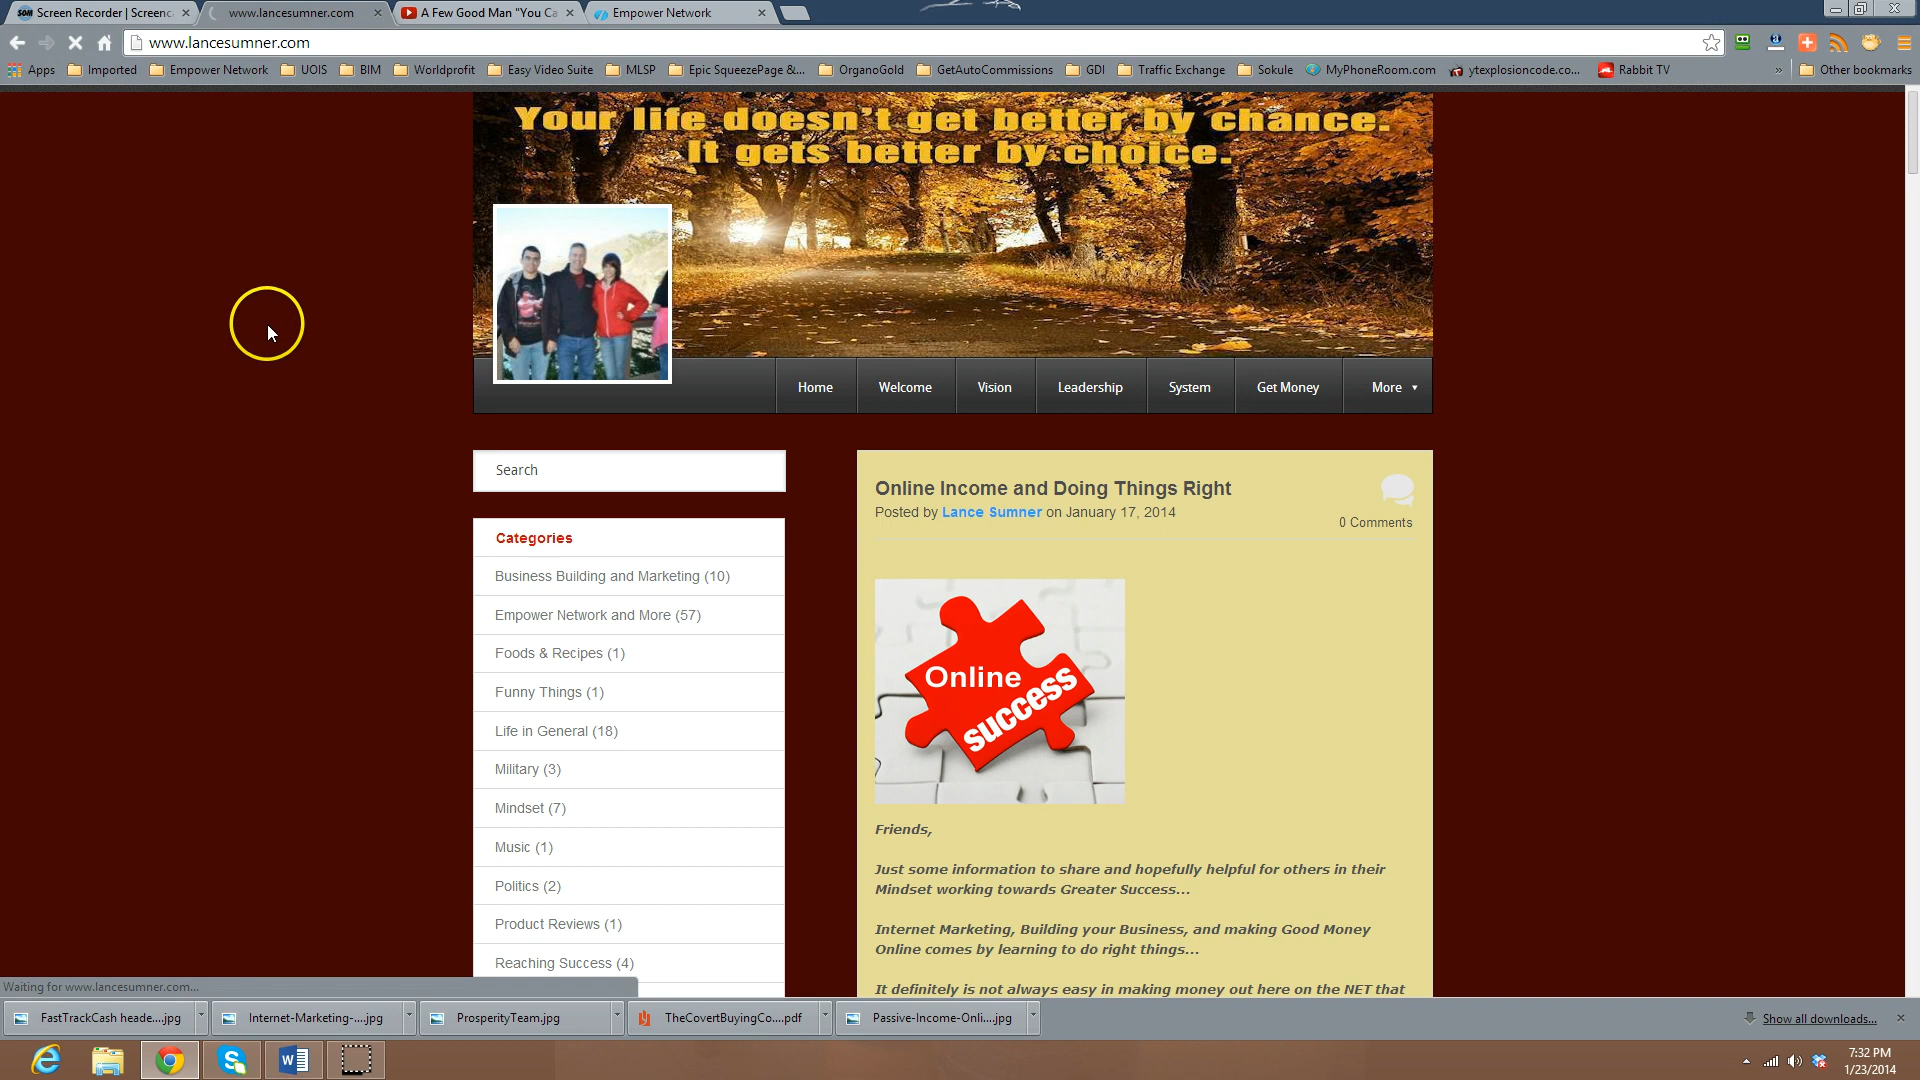 SOM Screen Recorder | Screenc
www.lancesumner.com
A Few Good Man "You Ca
Empower Network
www.lancesumner.com
Apps
Imported
Empower Network
UOIS
BIM
Worldprofit
Easy Video Suite
MLSP
Epic SqueezePage &...
OrganoGold
GetAutoCommissions
GDI
Traffic Exchange
Sokule
MyPhoneRoom.com
ytexplosioncode.co...
Rabbit TV
»
Other bookmarks
Your life doesn't get better by chance.
It gets better by choice.
Home
Welcome
Vision
Leadership
System
Get Money
More
Search
Categories
Business Building and Marketing (10)
Empower Network and More (57)
Foods & Recipes (1)
Funny Things (1)
Life in General (18)
Military (3)
Mindset (7)
Music (1)
Politics (2)
Product Reviews (1)
Reaching Success (4)
Online Income and Doing Things Right
Posted by Lance Sumner on January 17, 2014
0 Comments
Online
success
Friends,
Just some information to share and hopefully helpful for others in their
Mindset working towards Greater Success...
Internet Marketing, Building your Business, and making Good Money
Online comes by learning to do right things...
It definitely is not always easy in making money out here on the NET that
Waiting for www.lancesumner.com...
FastTrackCash heade....jpg
Internet-Marketing-....jpg
ProsperityTeam.jpg
TheCovertBuyingCo....pdf
Passive-Income-Onli....jpg
Show all downloads...
7:32 PM
1/23/2014